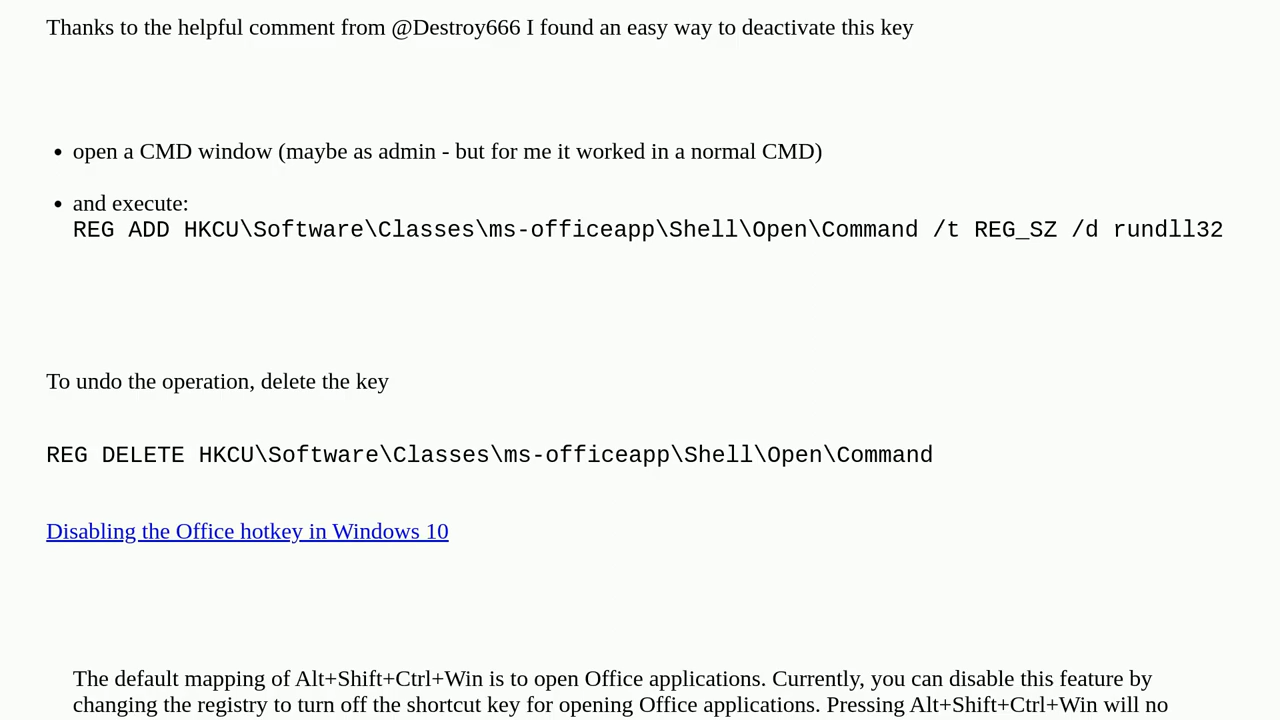 Thanks to the helpful comment from @Destroy666 I found an easy way to deactivate this key
• open a CMD window (maybe as admin - but for me it worked in a normal CMD)
• and execute:
REG ADD HKCU\Software\Classes\ms-officeapp\Shell\Open\Command /t REG_SZ /d rundll32
To undo the operation, delete the key
REG DELETE HKCU\Software\Classes\ms-officeapp\Shell\Open\Command
Disabling the Office hotkey in Windows 10
The default mapping of Alt+Shift+Ctrl+Win is to open Office applications. Currently, you can disable this feature by
changing the registry to turn off the shortcut key for opening Office applications. Pressing Alt+Shift+Ctrl+Win will no